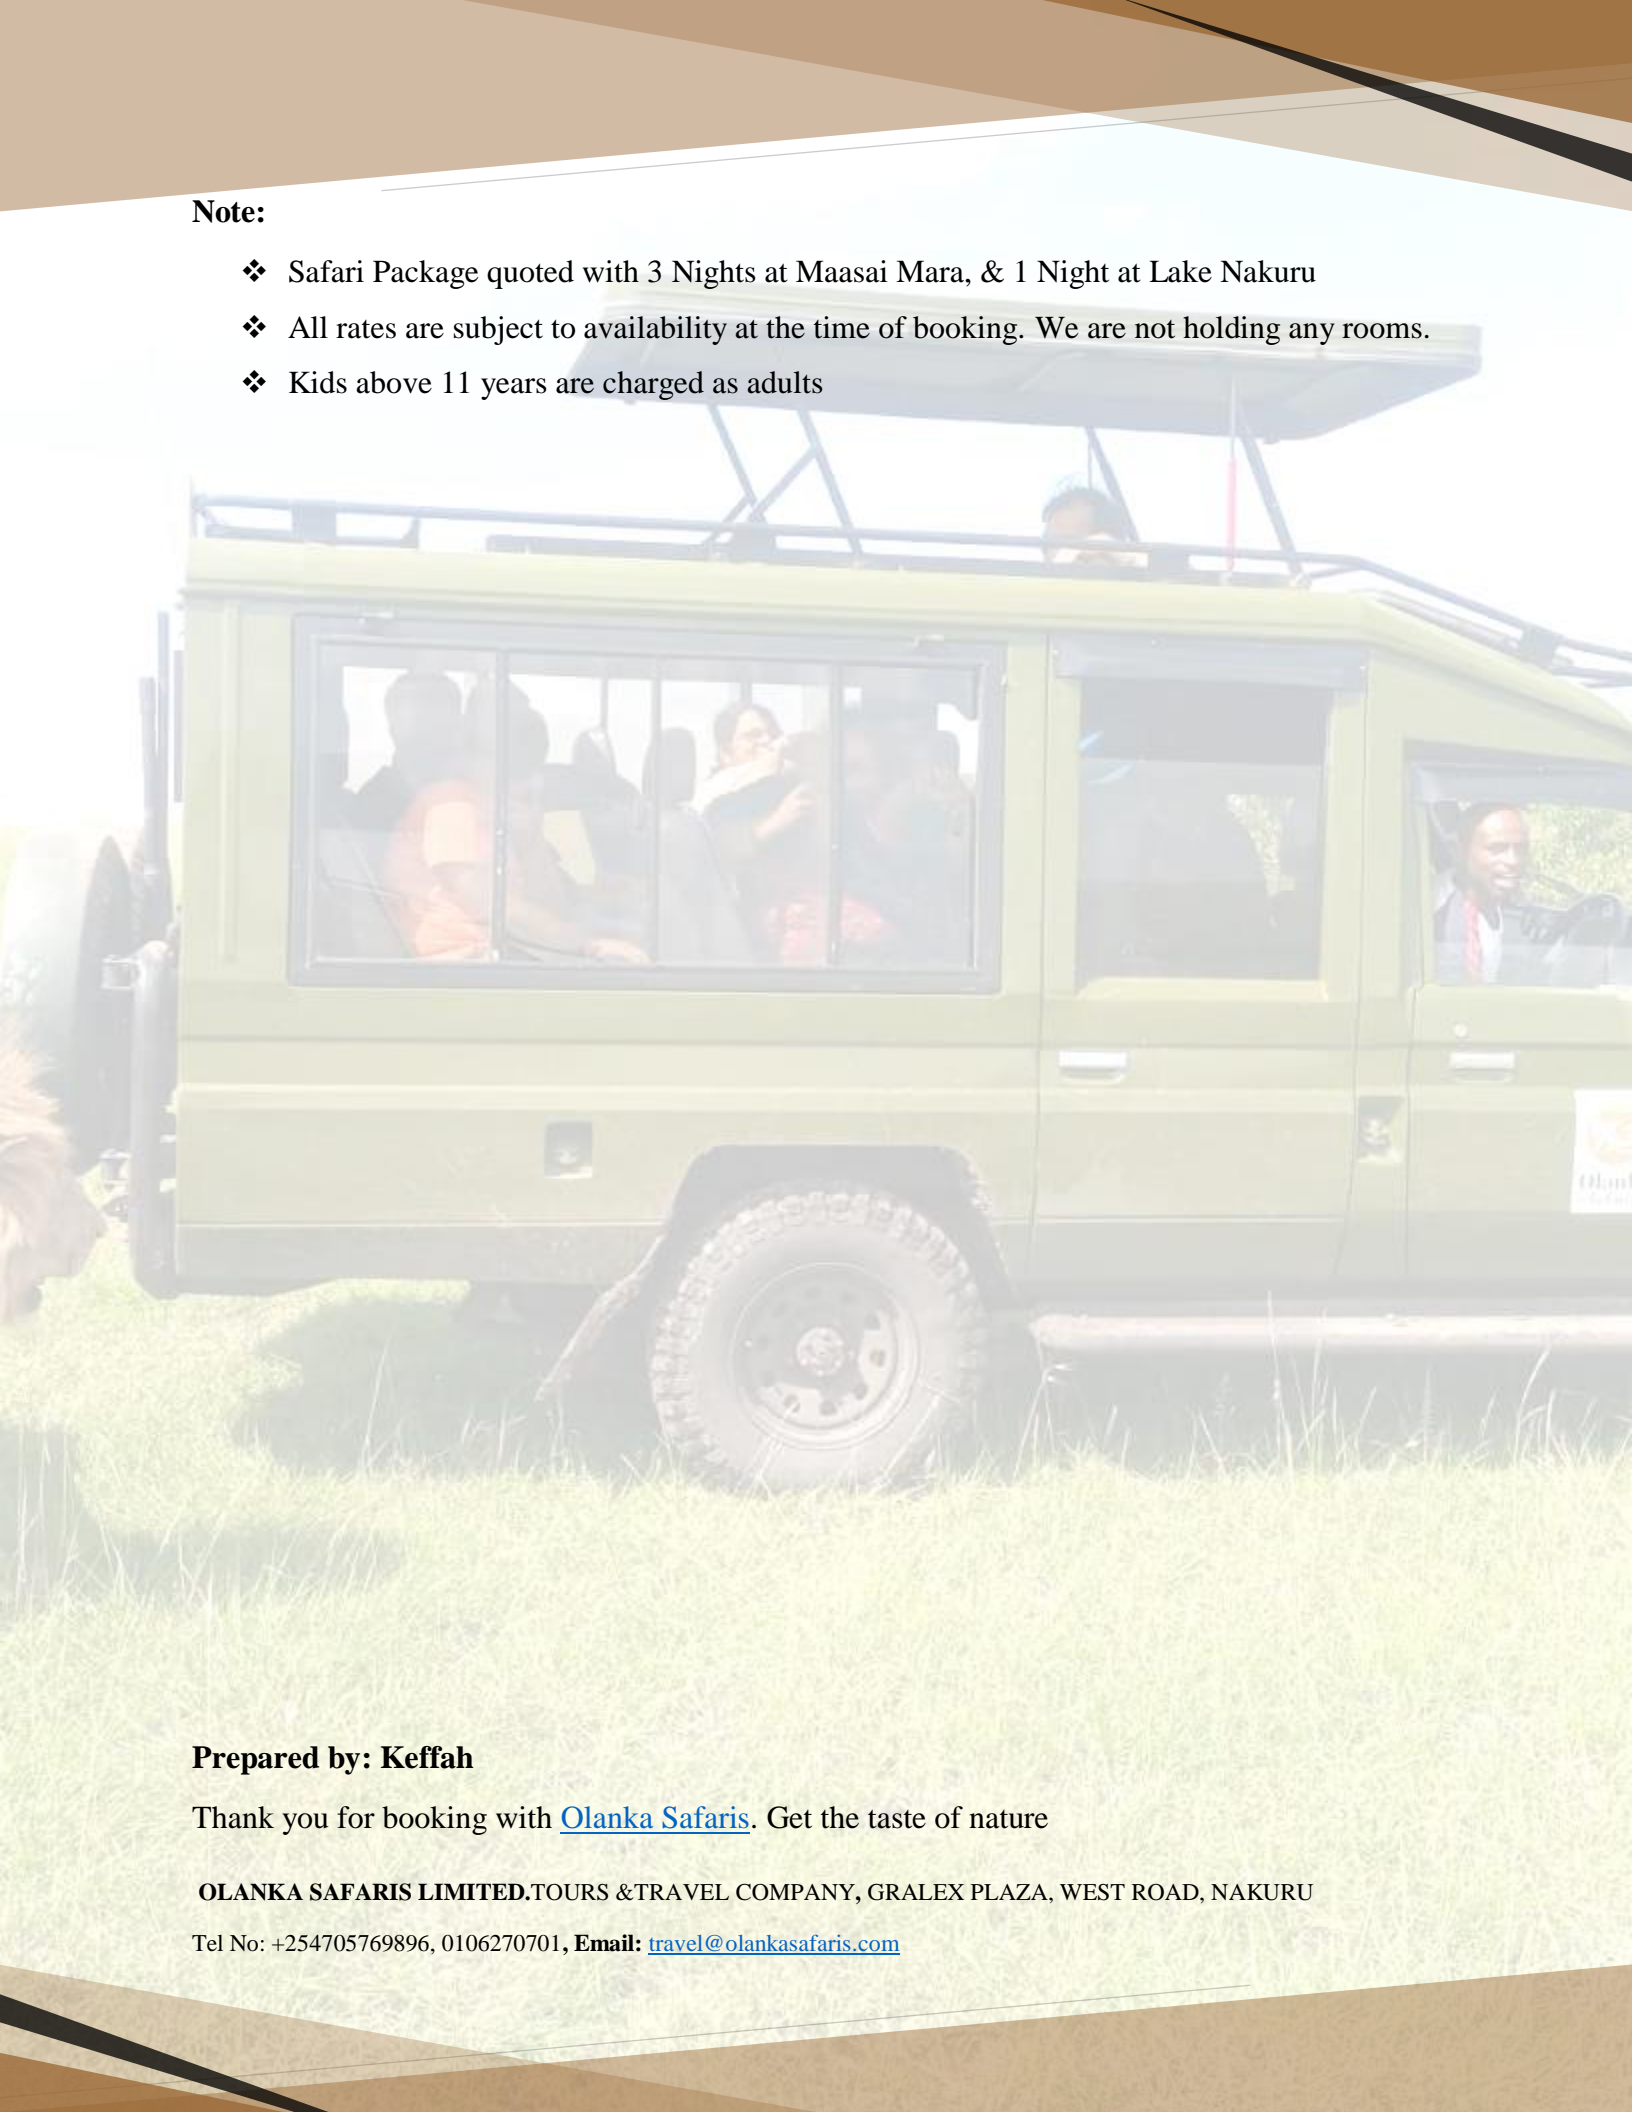 Note:
❖ Safari Package quoted with 3 Nights at Maasai Mara, & 1 Night at Lake Nakuru
❖ All rates are subject to availability at the time of booking. We are not holding any rooms.
❖ Kids above 11 years are charged as adults
Prepared by: Keffah
Thank you for booking with Olanka Safaris. Get the taste of nature
OLANKA SAFARIS LIMITED.TOURS &TRAVEL COMPANY, GRALEX PLAZA, WEST ROAD, NAKURU
Tel No: +254705769896, 0106270701, Email: travel@olankasafaris.com